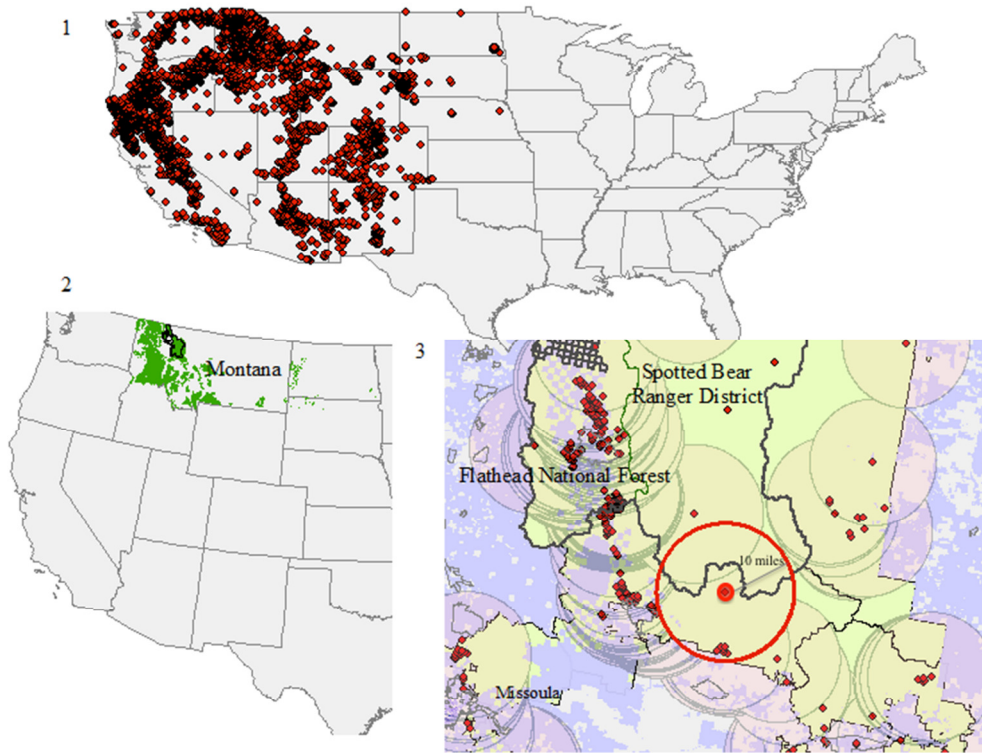 1
2
Montana
3
Spotted Bear
Ranger District
Flathead National Forest
10 miles
Missoula